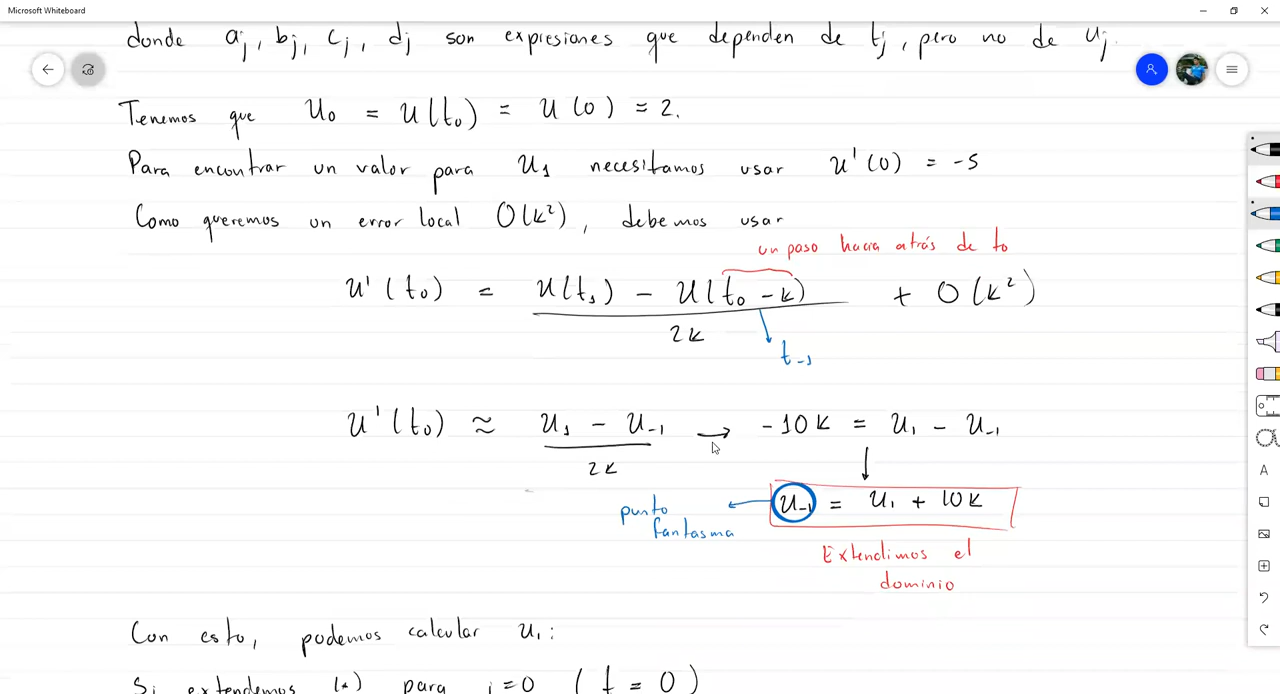 Microsoft Whiteboard
donde aj, bj, cj, dj son expresiones que dependen de tj, pero no de uj.
Tenemos que u0 = u(t0) = u(0) = 2.
Para encontrar un valor para u1 necesitamos usar u'(0) = -5
Como queremos un error local O(k²), debemos usar
un paso hacia atrás de t0
u'(t0) = u(t1) - u(t0 - k) / 2k + O(k²)
t-1
u'(t0) ≈ u1 - u-1 / 2k → -10k = u1 - u-1
u-1 = u1 + 10k
punto fantasma
Extendimos el
dominio
Con esto, podemos calcular u1:
Si extendemos (*) para j=0 (t = 0)